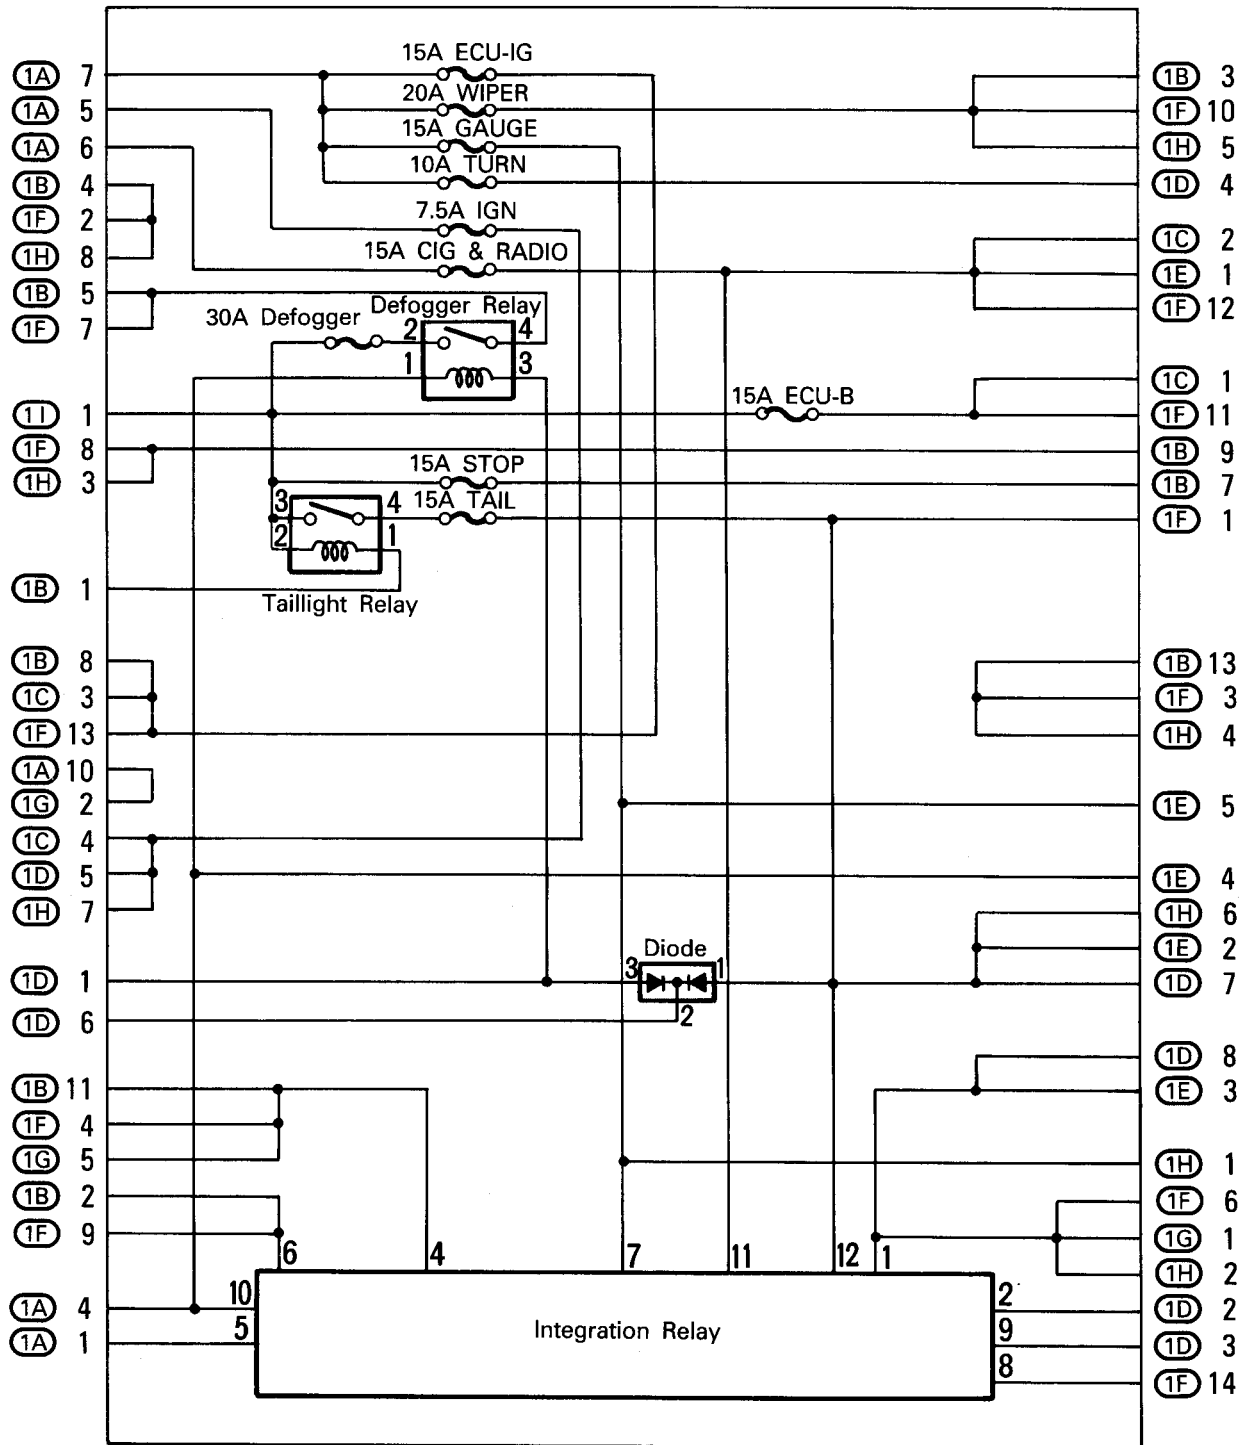 15A ECU-IG
1A 7
1B 3
20A WIPER
1A 5
1F 10
15A GAUGE
1A 6
1H 5
10A TURN
1B 4
1D 4
7.5A IGN
1F 2
1C 2
15A CIG & RADIO
1H 8
1E 1
1B 5
Defogger Relay
1F 12
30A Defogger
2 4
1F 7
1 3
1C 1
15A ECU-B
1I 1
1F 11
1F 8
1B 9
15A STOP
1H 3
1B 7
3 4
15A TAIL
1F 1
2 1
1B 1
Taillight Relay
1B 8
1B 13
1C 3
1F 3
1F 13
1H 4
1A 10
1G 2
1E 5
1C 4
1D 5
1E 4
1H 7
1H 6
Diode
1E 2
3 1
1D 1
1D 7
1D 6
2
1D 8
1B 11
1E 3
1F 4
1G 5
1H 1
1B 2
1F 6
1F 9
1G 1
6 4 7 11 12 1
1H 2
10
2
1A 4
1D 2
5
Integration Relay
9
1A 1
1D 3
8
1F 14